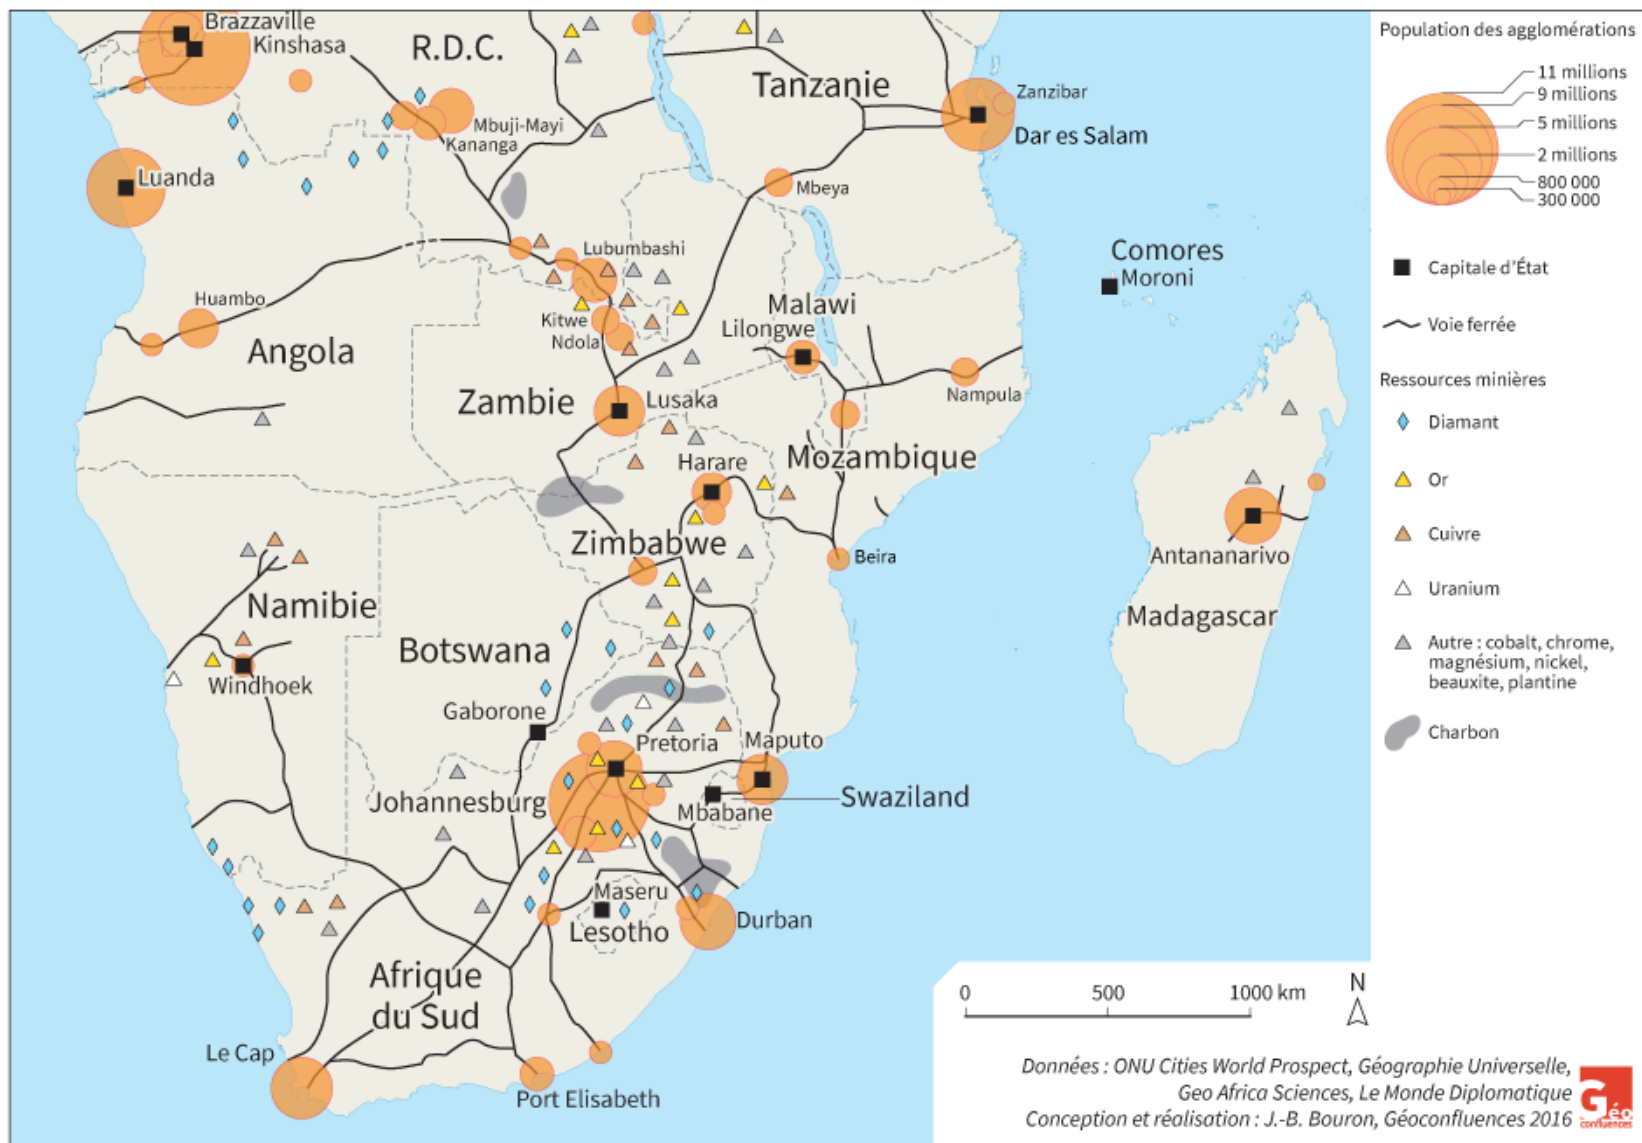 Brazzaville
Kinshasa
R.D.C.
Tanzanie
Zanzibar
Dar es Salam
Mbuji-Mayi
Kananga
Luanda
Mbeya
Lubumbashi
Comores
Moroni
Huambo
Kitwe
Ndola
Malawi
Lilongwe
Angola
Zambie
Lusaka
Nampula
Harare
Mozambique
Zimbabwe
Beira
Antananarivo
Namibie
Madagascar
Botswana
Windhoek
Gaborone
Pretoria
Maputo
Johannesburg
Mbabane
Swaziland
Maseru
Lesotho
Durban
Afrique
du Sud
Le Cap
Port Elisabeth
Population des agglomérations
11 millions
9 millions
5 millions
2 millions
800 000
300 000
Capitale d'État
Voie ferrée
Ressources minières
Diamant
Or
Cuivre
Uranium
Autre : cobalt, chrome,
magnésium, nickel,
beauxite, plantine
Charbon
0 500 1000 km
N
Données : ONU Cities World Prospect, Géographie Universelle,
Geo Africa Sciences, Le Monde Diplomatique
Conception et réalisation : J.-B. Bouron, Géoconfluences 2016
Géo
confluences